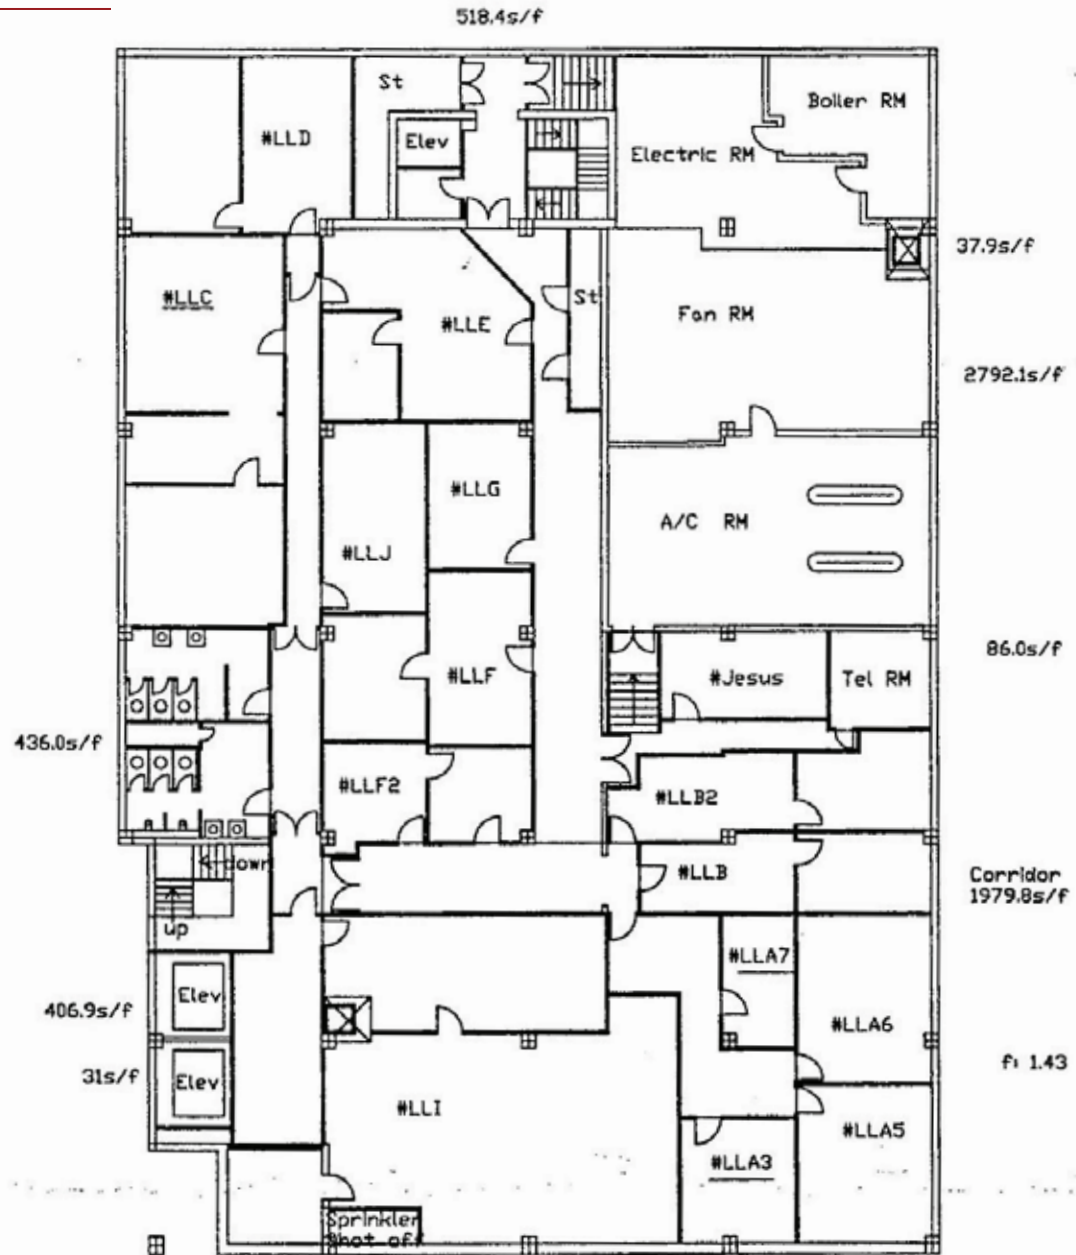 518.4s/f
St
Boiler RM
#LLD
Elev
Electric RM
37.9s/f
#LLC
St
Fan RM
#LLE
2792.1s/f
#LLG
A/C RM
#LLJ
86.0s/f
#LLF
#Jesus
Tel RM
436.0s/f
#LLF2
#LLB2
down
#LLB
Corridor
1979.8s/f
up
#LLA7
Elev
406.9s/f
#LLA6
31s/f
Elev
f: 1.43
#LLI
#LLA5
#LLA3
Sprinkler
Shot off